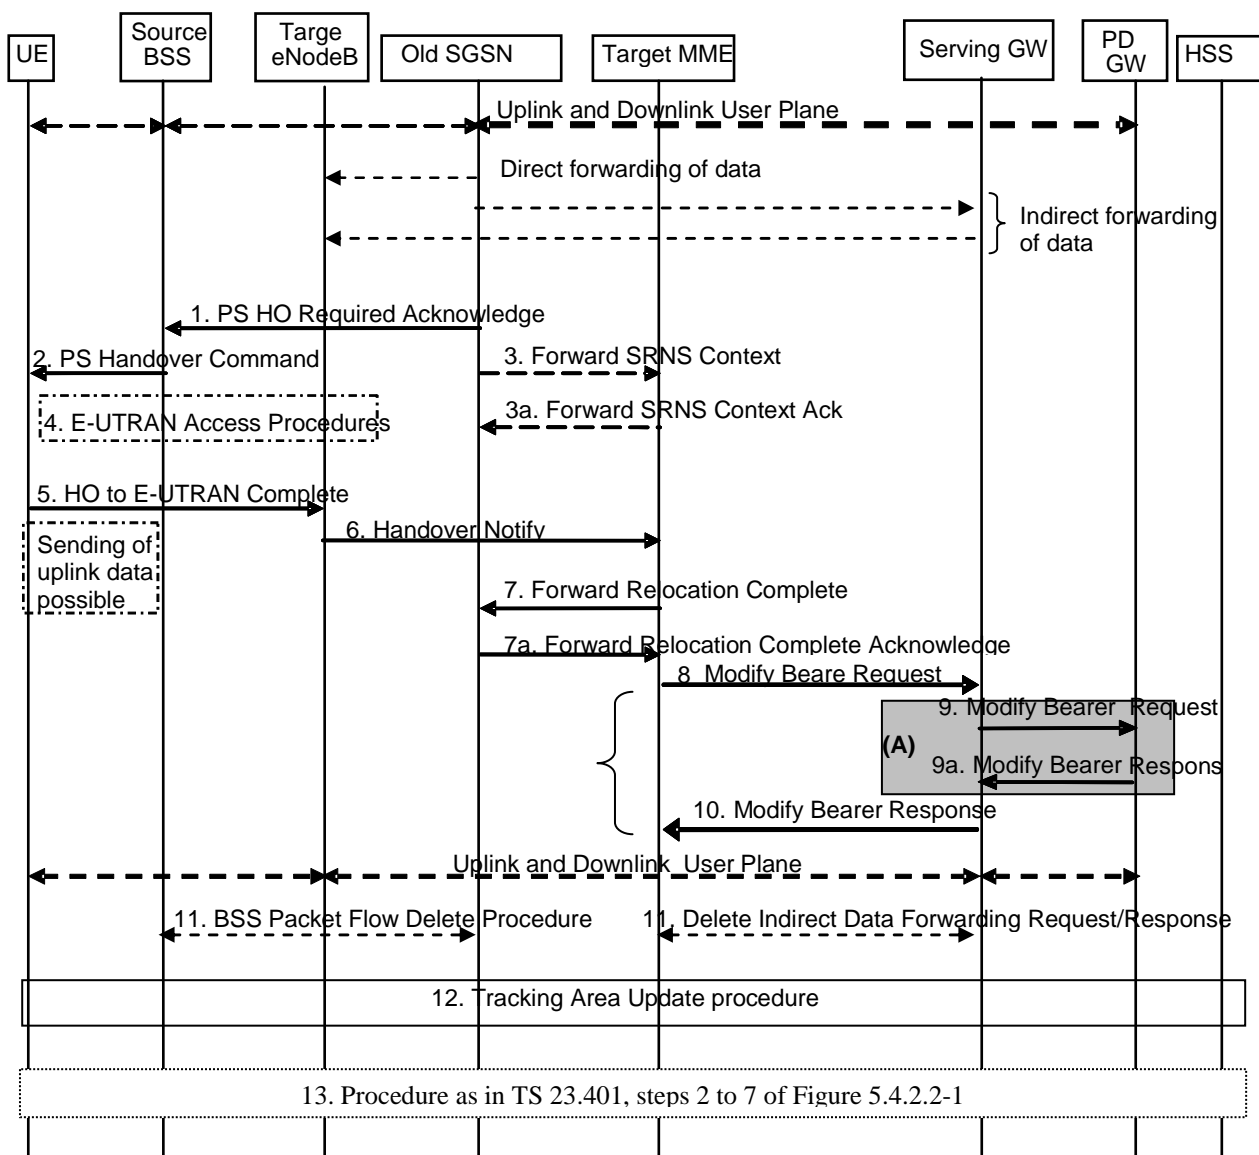 UE
Source
BSS
Targe
eNodeB
Old SGSN
Target MME
Serving GW
PD
GW
HSS
Uplink and Downlink User Plane
Direct forwarding of data
Indirect forwarding
of data
1. PS HO Required Acknowledge
2. PS Handover Command
3. Forward SRNS Context
4. E-UTRAN Access Procedures
3a. Forward SRNS Context Ack
5. HO to E-UTRAN Complete
6. Handover Notify
Sending of
uplink data
possible
7. Forward Relocation Complete
7a. Forward Relocation Complete Acknowledge
8 Modify Beare Request
9. Modify Bearer Request
(A)
9a. Modify Bearer Respons
10. Modify Bearer Response
Uplink and Downlink User Plane
11. BSS Packet Flow Delete Procedure
11. Delete Indirect Data Forwarding Request/Response
12. Tracking Area Update procedure
13. Procedure as in TS 23.401, steps 2 to 7 of Figure 5.4.2.2-1